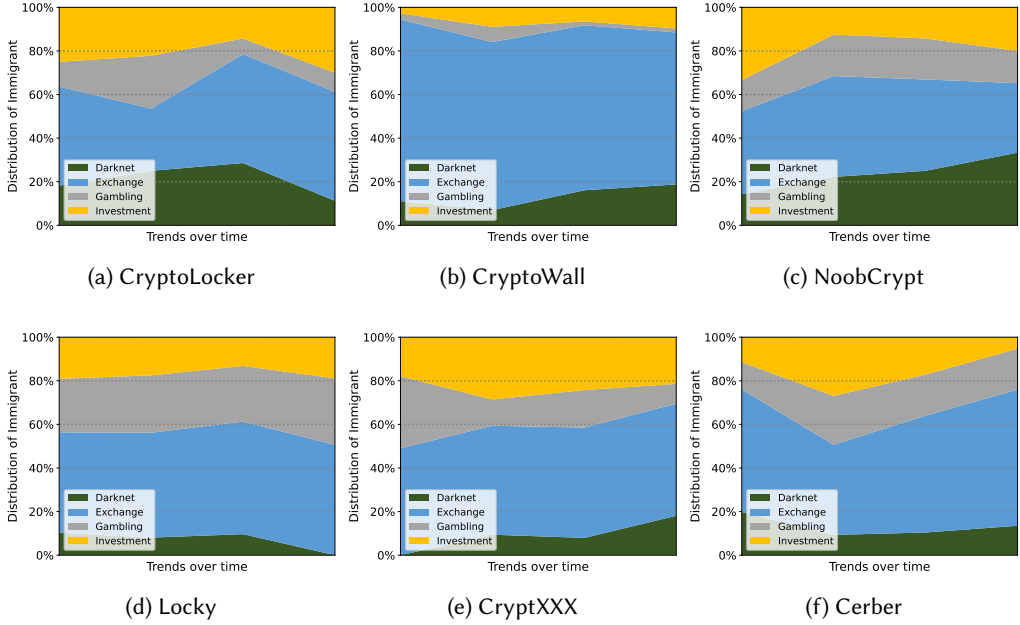 100%
80%
60%
40%
20%
0%
Distribution of Immigrant
Darknet
Exchange
Gambling
Investment
Trends over time
(a) CryptoLocker
100%
80%
60%
40%
20%
0%
Distribution of Immigrant
Darknet
Exchange
Gambling
Investment
Trends over time
(b) CryptoWall
100%
80%
60%
40%
20%
0%
Distribution of Immigrant
Darknet
Exchange
Gambling
Investment
Trends over time
(c) NoobCrypt
100%
80%
60%
40%
20%
0%
Distribution of Immigrant
Darknet
Exchange
Gambling
Investment
Trends over time
(d) Locky
100%
80%
60%
40%
20%
0%
Distribution of Immigrant
Darknet
Exchange
Gambling
Investment
Trends over time
(e) CryptXXX
100%
80%
60%
40%
20%
0%
Distribution of Immigrant
Darknet
Exchange
Gambling
Investment
Trends over time
(f) Cerber